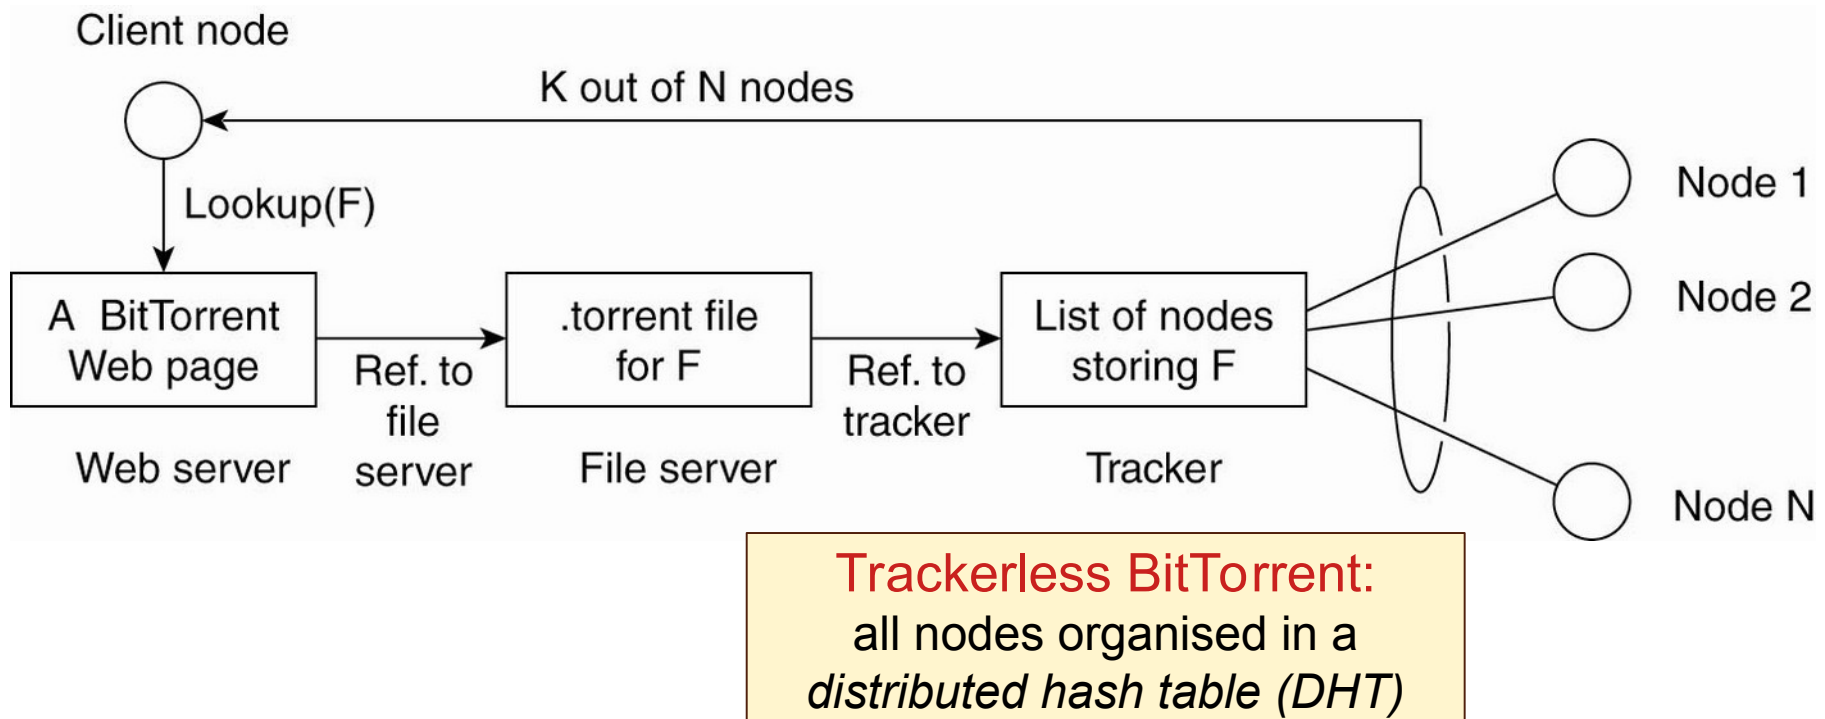 Client node
K out of N nodes
Node 1
Lookup(F)
Node 2
A BitTorrent
Web page
Ref. to
file
server
.torrent file
for F
Ref. to
tracker
List of nodes
storing F
Web server
File server
Tracker
Node N
Trackerless BitTorrent:
all nodes organised in a
distributed hash table (DHT)